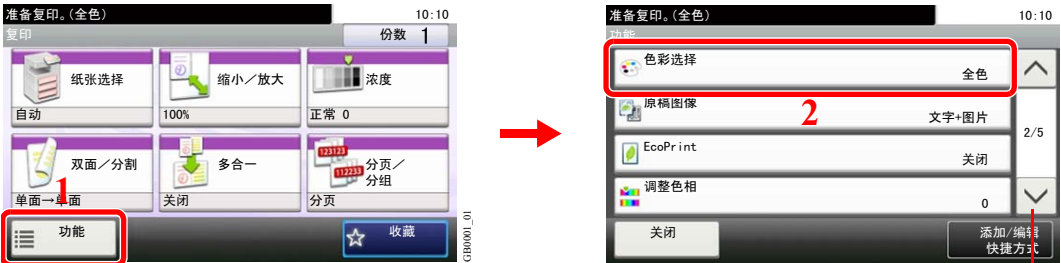 准备复印。(全色)
10:10
复印
份数 1
纸张选择
自动
缩小／放大
100%
浓度
正常 0
双面／分割
单面→单面
多合一
关闭
123123
112233
分页／
分组
分页
1
功能
收藏
GB0001_01
准备复印。(全色)
10:10
功能
色彩选择
全色
2
原稿图像
文字+图片
2/5
EcoPrint
关闭
调整色相
0
关闭
添加/编辑
快捷方式